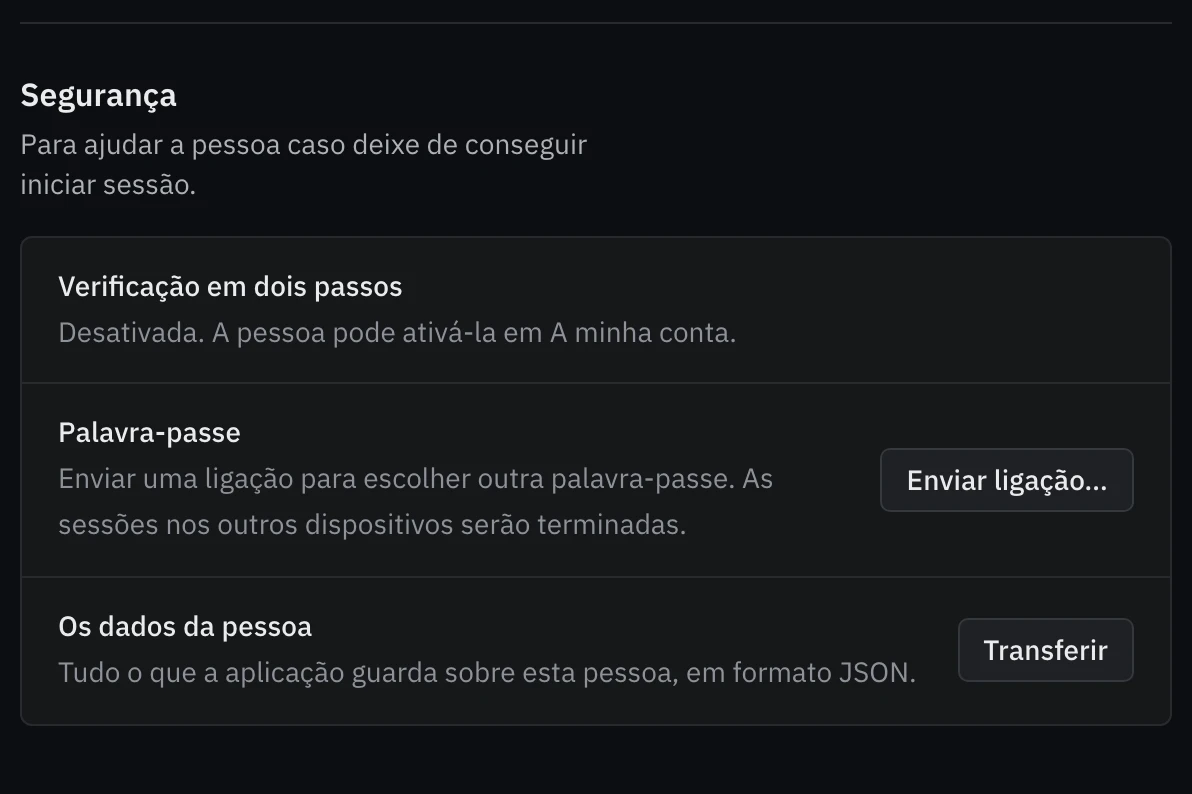 Segurança
Para ajudar a pessoa caso deixe de conseguir
iniciar sessão.
Verificação em dois passos
Desativada. A pessoa pode ativá-la em A minha conta.
Palavra-passe
Enviar uma ligação para escolher outra palavra-passe. As
sessões nos outros dispositivos serão terminadas.
Enviar ligação...
Os dados da pessoa
Tudo o que a aplicação guarda sobre esta pessoa, em formato JSON.
Transferir